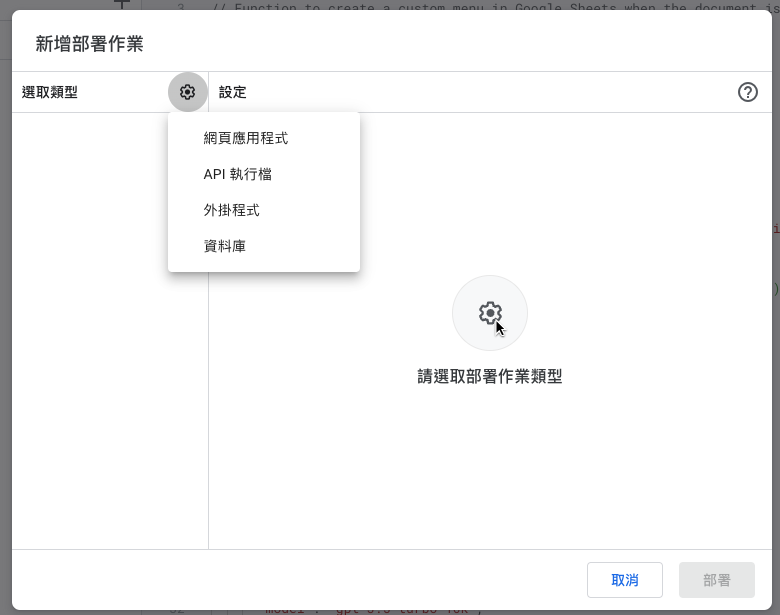 3 // Function to create a custom menu in Google Sheets when the document is
新增部署作業
選取類型
設定
網頁應用程式
API 執行檔
外掛程式
資料庫
請選取部署作業類型
取消
部署